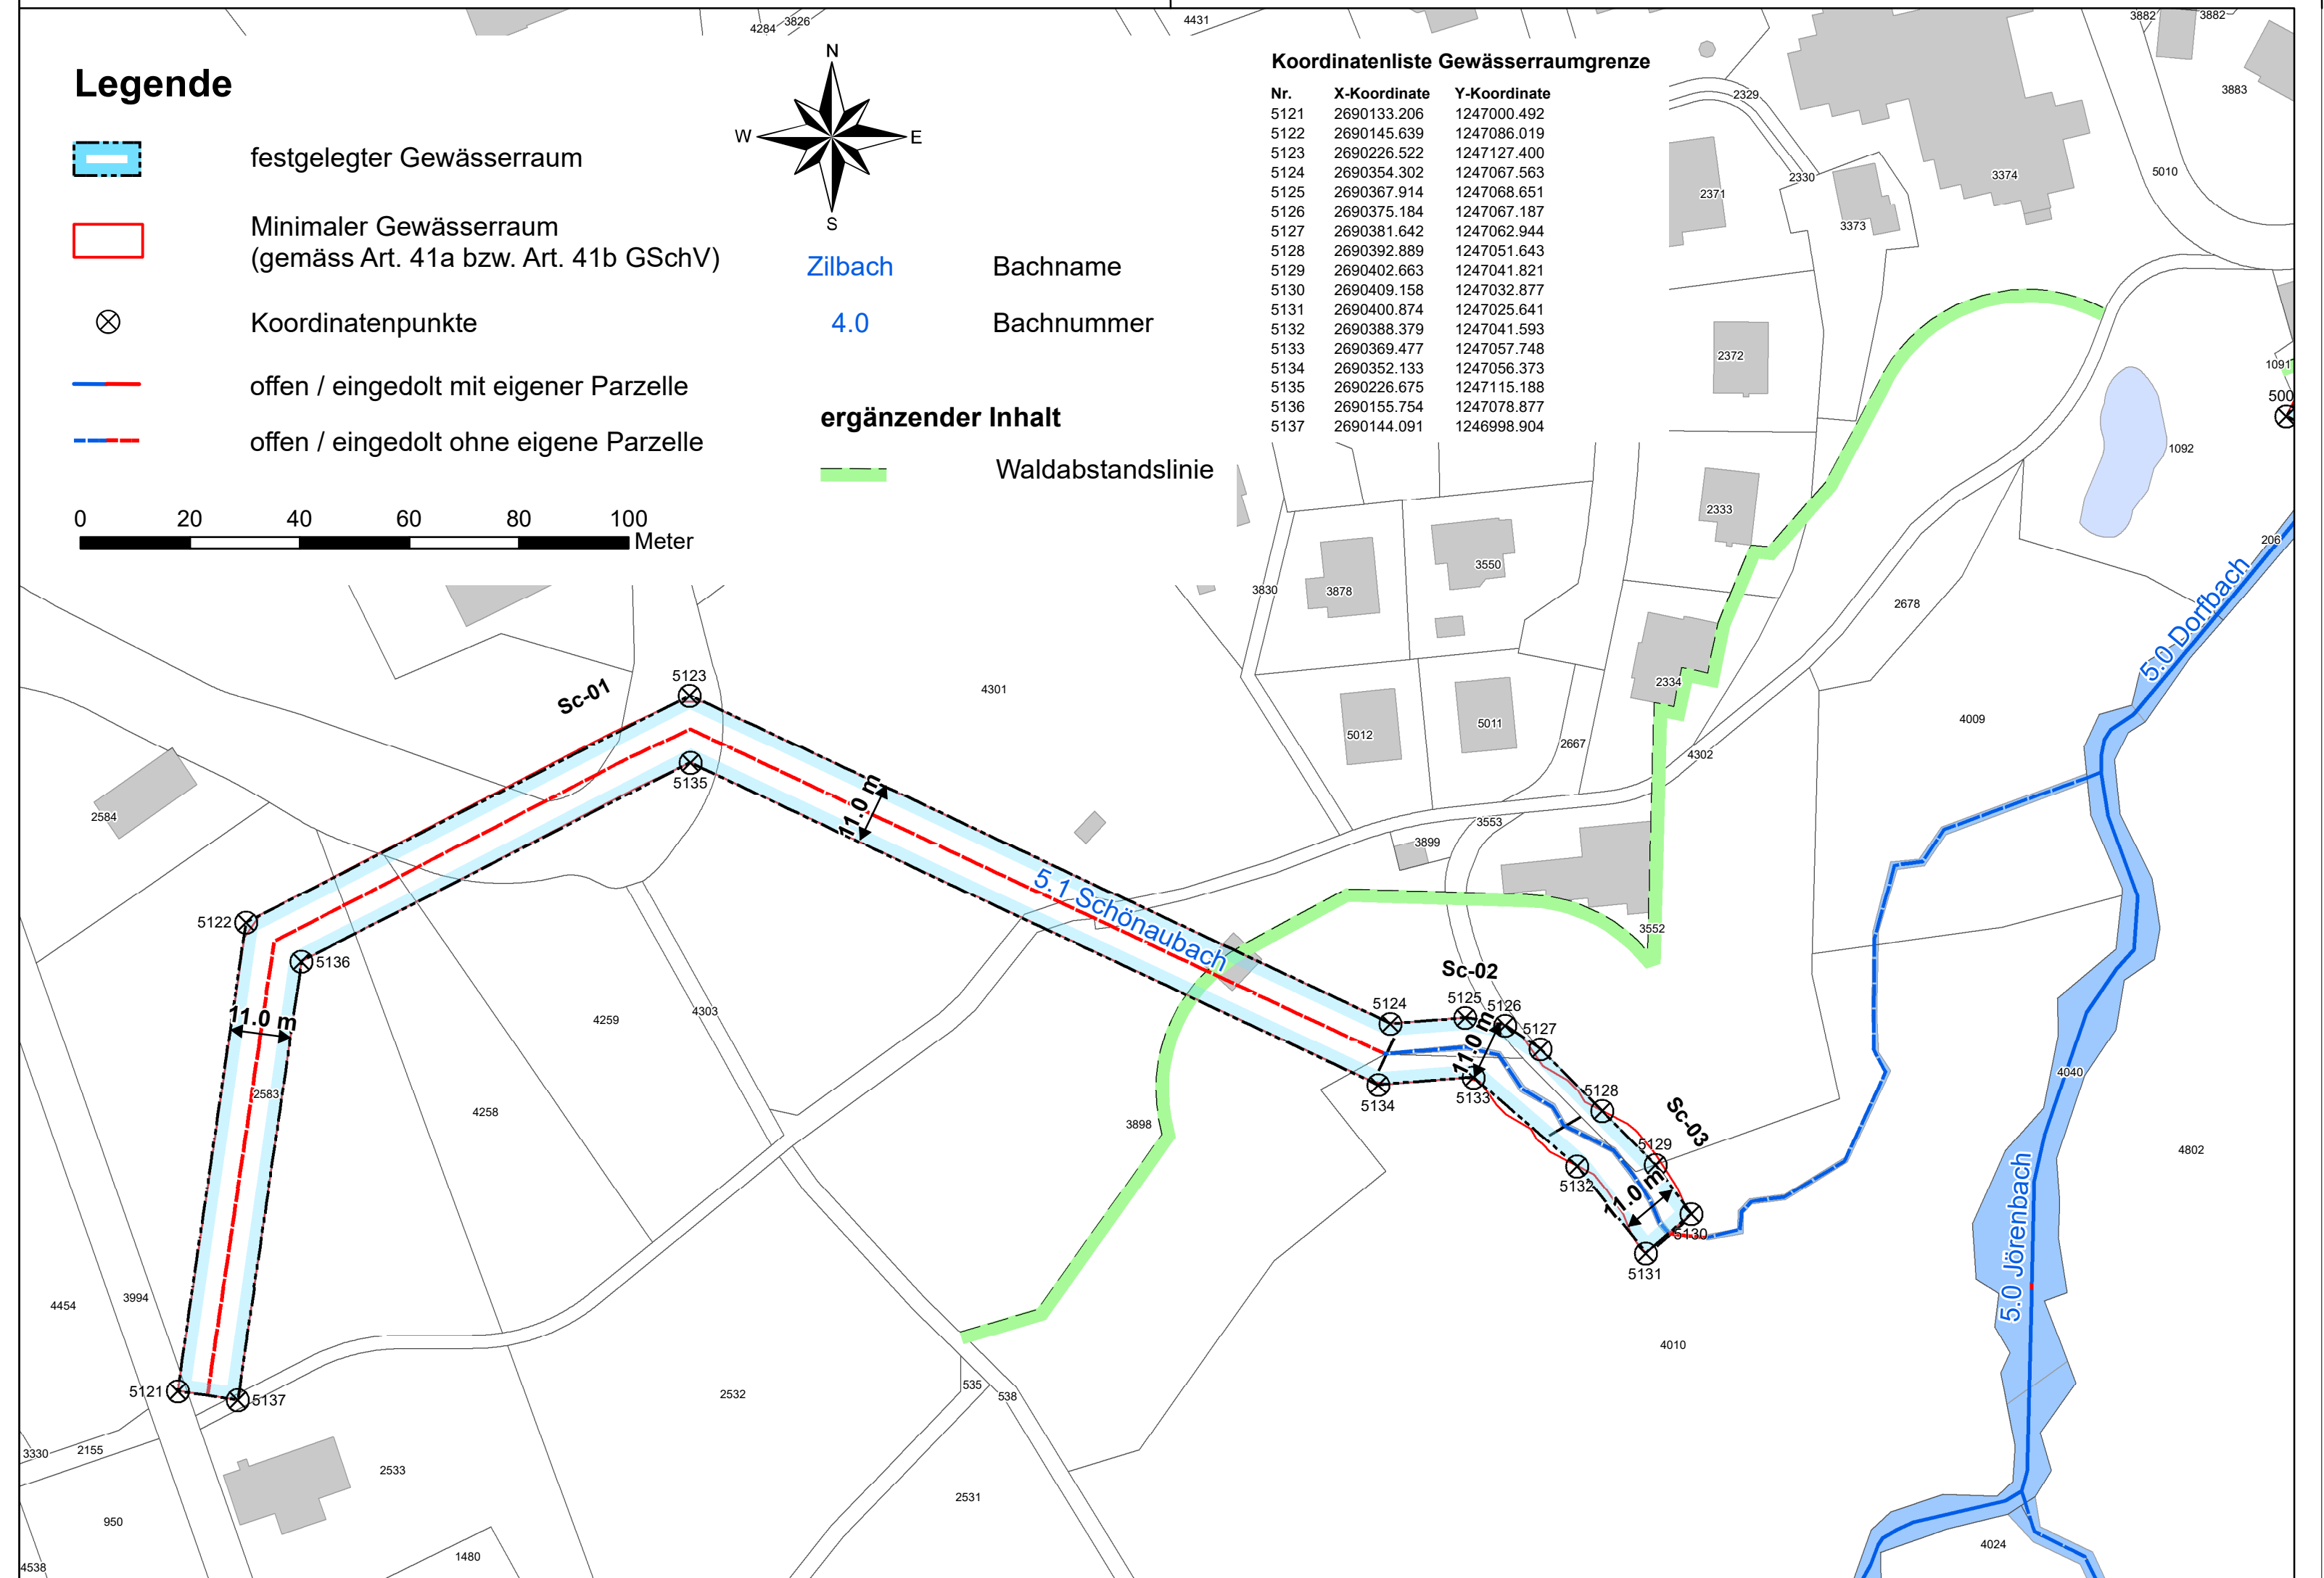 4284
3826
4431
3882
3882
Legende
festgelegter Gewässerraum
Minimaler Gewässerraum
(gemäss Art. 41a bzw. Art. 41b GSchV)
Koordinatenpunkte
offen / eingedolt mit eigener Parzelle
offen / eingedolt ohne eigene Parzelle
0 20 40 60 80 100
Meter
N
W E
S
Zilbach Bachname
4.0 Bachnummer
ergänzender Inhalt
Waldabstandslinie
Koordinatenliste Gewässerraumgrenze
Nr. X-Koordinate Y-Koordinate
5121 2690133.206 1247000.492
5122 2690145.639 1247086.019
5123 2690226.522 1247127.400
5124 2690354.302 1247067.563
5125 2690367.914 1247068.651
5126 2690375.184 1247067.187
5127 2690381.642 1247062.944
5128 2690392.889 1247051.643
5129 2690402.663 1247041.821
5130 2690409.158 1247032.877
5131 2690400.874 1247025.641
5132 2690388.379 1247041.593
5133 2690369.477 1247057.748
5134 2690352.133 1247056.373
5135 2690226.675 1247115.188
5136 2690155.754 1247078.877
5137 2690144.091 1246998.904
2329
3883
2330
3374
5010
2371
3373
2372
1091
500
1092
2333
206
3830
3878
3550
2678
5.0 Dorfbach
Sc-01
5123
4301
2334
5012
5011
2667
4302
4009
5135
2584
11.0 m
3553
3899
5.1 Schönaubach
5122
5136
3552
Sc-02
11.0 m
4259
4303
5124
5125
5126
5127
11.0 m
2583
4258
5134
5133
5128
4040
3898
Sc-03
5129
4802
5132
11.0 m
5130
5131
5.0 Jörenbach
4454
3994
4010
5121
5137
2532
535
538
3330
2155
2533
2531
950
1480
4024
4538